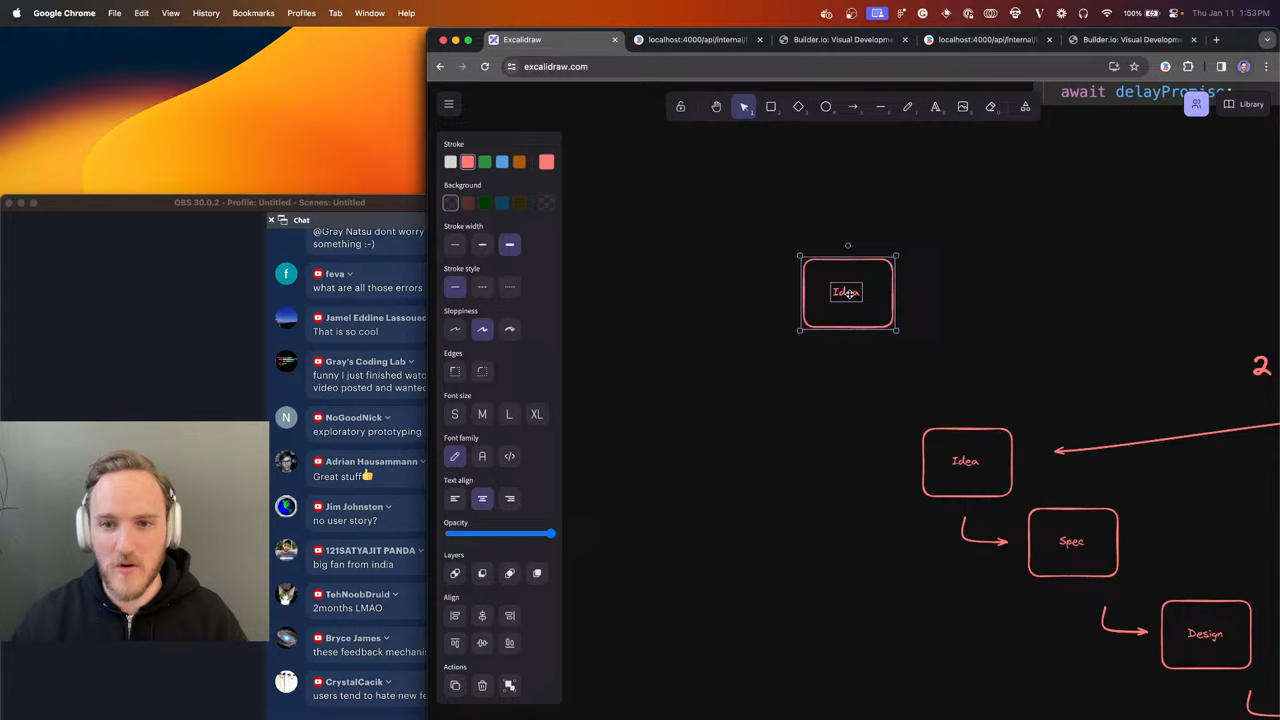 Google Chrome File Edit View History Bookmarks Profiles Tab Window Help
100% Thu Jan 11 1:53PM
Excalidraw
localhost:4000/api/internal/f
Builder.io: Visual Developme
localhost:4000/api/internal/f
Builder.io: Visual Developme
excalidraw.com
await delayPromise;
Library
OBS 30.0.2 - Profile: Untitled - Scenes: Untitled
Chat
@Gray Natsu dont worry
something :-)
feva
what are all those errors
Jamel Eddine Lassoued
That is so cool
Gray's Coding Lab
funny I just finished watc
video posted and wanted
NoGoodNick
exploratory prototyping
Adrian Hausammann
Great stuff👍
Jim Johnston
no user story?
121SATYAJIT PANDA
big fan from india
TehNoobDruid
2months LMAO
Bryce James
these feedback mechanis
CrystalCacik
users tend to hate new fe
Stroke
Background
Stroke width
Stroke style
Sloppiness
Edges
Font size
S M L XL
Font family
Text align
Opacity
Layers
Align
Actions
Idea
2
Idea
Spec
Design